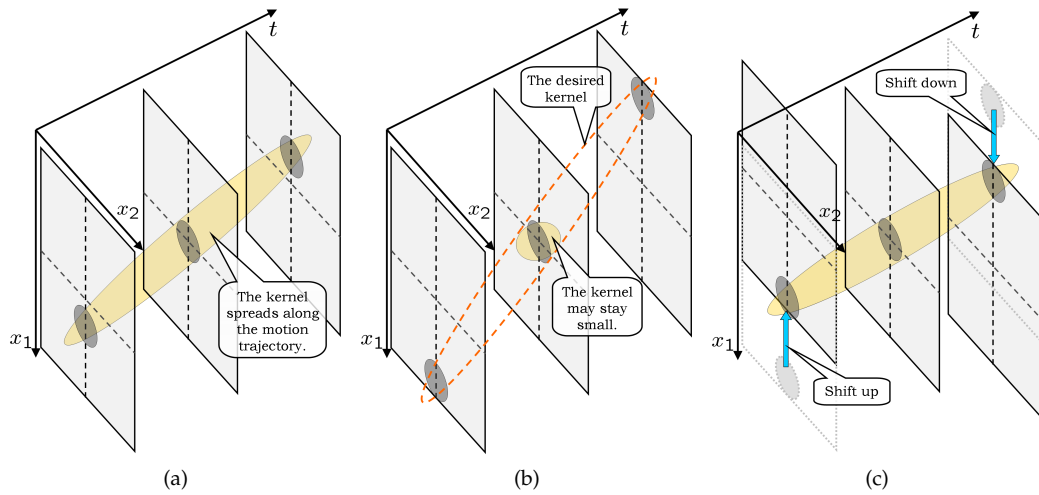 t
x₂
x₁
The kernel
spreads along
the motion
trajectory.
(a)
t
The desired
kernel
x₂
x₁
The kernel
may stay
small.
(b)
t
Shift down
x₂
x₁
Shift up
(c)